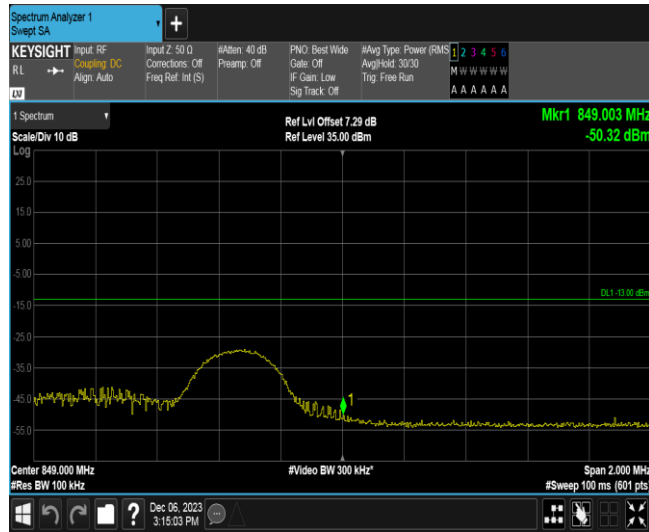 Spectrum Analyzer 1
Swept SA
+
KEYSIGHT
RL
LXI
Input: RF
Coupling: DC
Align: Auto
Input Z: 50 Ω
Corrections: Off
Freq Ref: Int (S)
#Atten: 40 dB
Preamp: Off
PNO: Best Wide
Gate: Off
IF Gain: Low
Sig Track: Off
#Avg Type: Power (RMS
Avg|Hold: 30/30
Trig: Free Run
1 2 3 4 5 6
M W W W W W
A A A A A A
1 Spectrum
Scale/Div 10 dB
Ref Lvl Offset 7.29 dB
Ref Level 35.00 dBm
Mkr1 849.003 MHz
-50.32 dBm
Log
25.0
15.0
5.00
-5.00
DL1 -13.00 dBm
-15.0
-25.0
-35.0
-45.0
1
-55.0
Center 849.000 MHz
#Video BW 300 kHz*
Span 2.000 MHz
#Res BW 100 kHz
#Sweep 100 ms (601 pts)
?
Dec 06, 2023
3:15:03 PM